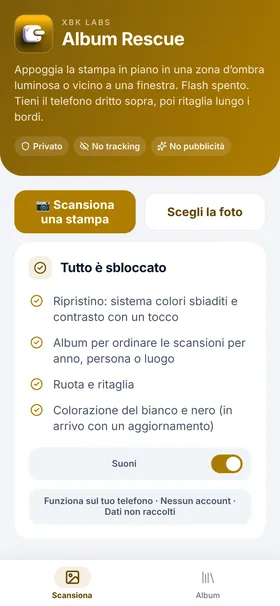 XBK LABS
Album Rescue
Appoggia la stampa in piano in una zona d'ombra
luminosa o vicino a una finestra. Flash spento.
Tieni il telefono dritto sopra, poi ritaglia lungo i
bordi.
Privato
No tracking
No pubblicità
📷 Scansiona
una stampa
Scegli la foto
Tutto è sbloccato
Ripristino: sistema colori sbiaditi e
contrasto con un tocco
Album per ordinare le scansioni per
anno, persona o luogo
Ruota e ritaglia
Colorazione del bianco e nero (in
arrivo con un aggiornamento)
Suoni
Funziona sul tuo telefono · Nessun account ·
Dati non raccolti
Scansiona
Album